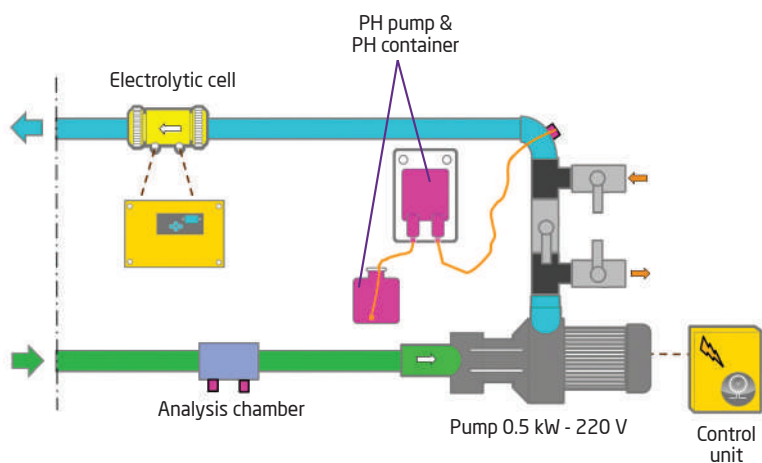 PH pump &
PH container
Electrolytic cell
Analysis chamber
Pump 0.5 kW - 220 V
Control
unit